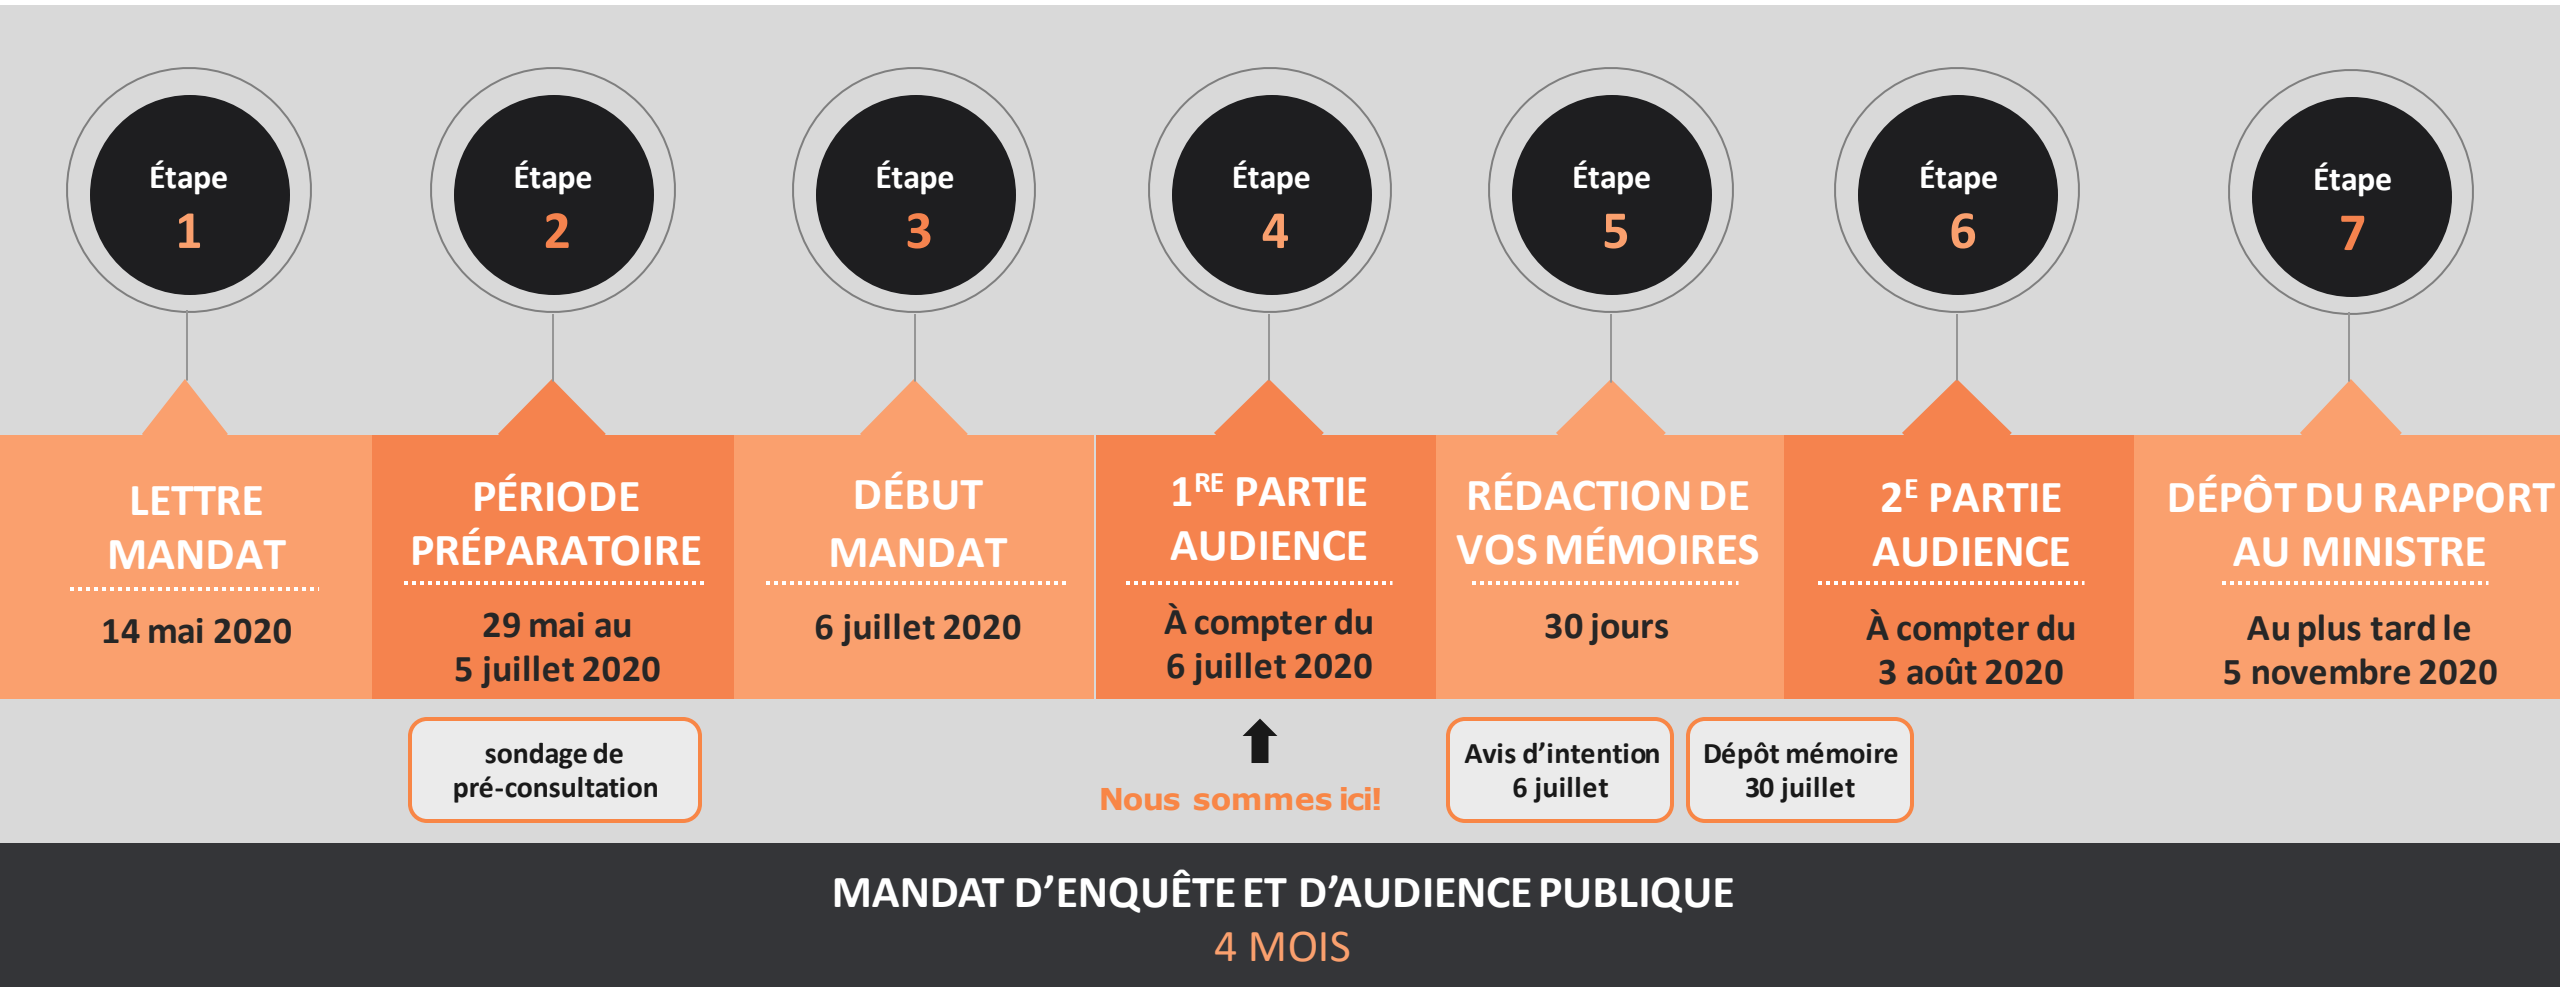 Étape
1
Étape
2
Étape
3
Étape
4
Étape
5
Étape
6
Étape
7
LETTRE
MANDAT
14 mai 2020
PÉRIODE
PRÉPARATOIRE
29 mai au
5 juillet 2020
DÉBUT
MANDAT
6 juillet 2020
1RE PARTIE
AUDIENCE
À compter du
6 juillet 2020
RÉDACTION DE
VOS MÉMOIRES
30 jours
2E PARTIE
AUDIENCE
À compter du
3 août 2020
DÉPÔT DU RAPPORT
AU MINISTRE
Au plus tard le
5 novembre 2020
sondage de
pré-consultation
Nous sommes ici!
Avis d’intention
6 juillet
Dépôt mémoire
30 juillet
MANDAT D’ENQUÊTE ET D’AUDIENCE PUBLIQUE
4 MOIS